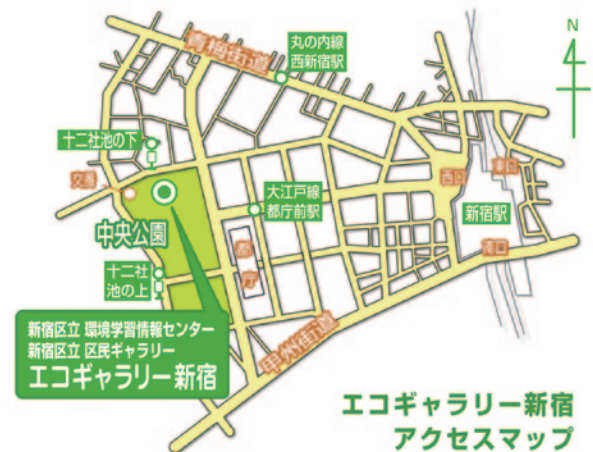 N
丸の内線
西新宿駅
青梅街道
十二社池の下
交番
中央公園
大江戸線
都庁前駅
都庁
西口
東口
新宿駅
南口
十二社
池の上
新宿区立 環境学習情報センター
新宿区立 区民ギャラリー
エコギャラリー新宿
甲州街道
エコギャラリー新宿
アクセスマップ